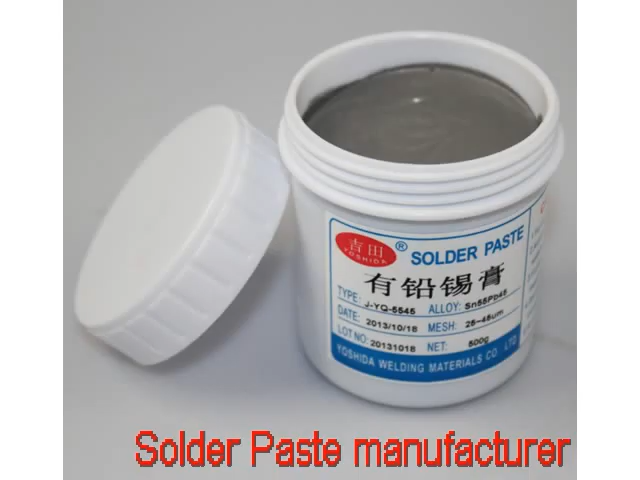 吉田
YOSHIDA
®
SOLDER PASTE
有铅锡膏
TYPE: J-YQ-5545 ALLOY: Sn55Pb45
DATE: 2013/10/18 MESH: 25-45um
LOT NO: 20131018 NET: 500g
YOSHIDA WELDING MATERIALS CO. LTD
Solder Paste manufacturer